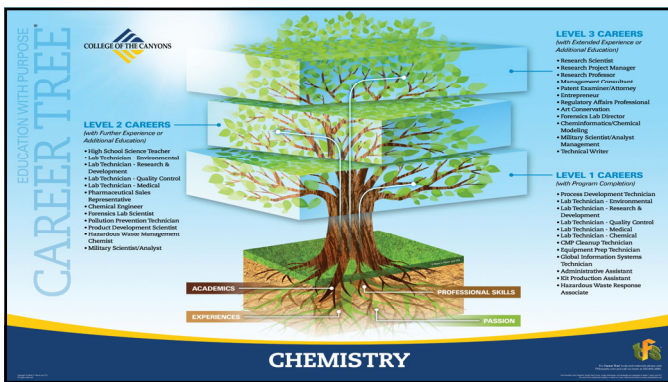 EDUCATION WITH PURPOSE
CAREER TREE
COLLEGE OF THE CANYONS
LEVEL 2 CAREERS
(with Further Experience or
Additional Education)
• High School Science Teacher
• Lab Technician - Environmental
• Lab Technician - Research &
Development
• Lab Technician - Quality Control
• Lab Technician - Medical
• Pharmaceutical Sales
Representative
• Chemical Engineer
• Forensics Lab Scientist
• Pollution Prevention Technician
• Product Development Scientist
• Hazardous Waste Management
Chemist
• Military Scientist/Analyst
LEVEL 3 CAREERS
(with Extended Experience or
Additional Education)
• Research Scientist
• Research Project Manager
• Research Professor
• Management Consultant
• Patent Examiner/Attorney
• Entrepreneur
• Regulatory Affairs Professional
• Art Conservation
• Forensics Lab Director
• Cheminformatics/Chemical
Modeling
• Military Scientist/Analyst
Management
• Technical Writer
LEVEL 1 CAREERS
(with Program Completion)
• Process Development Technician
• Lab Technician - Environmental
• Lab Technician - Research &
Development
• Lab Technician - Quality Control
• Lab Technician - Medical
• Lab Technician - Chemical
• GMP Cleanup Technician
• Equipment Prep Technician
• Global Information Systems
Technician
• Administrative Assistant
• Kit Production Assistant
• Hazardous Waste Response
Associate
ACADEMICS
PROFESSIONAL SKILLS
EXPERIENCES
PASSION
CHEMISTRY